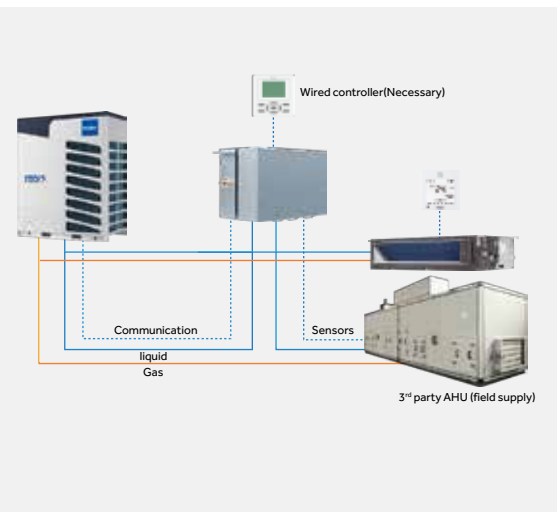 Wired controller(Necessary)
Communication
Sensors
liquid
Gas
3rd party AHU (field supply)